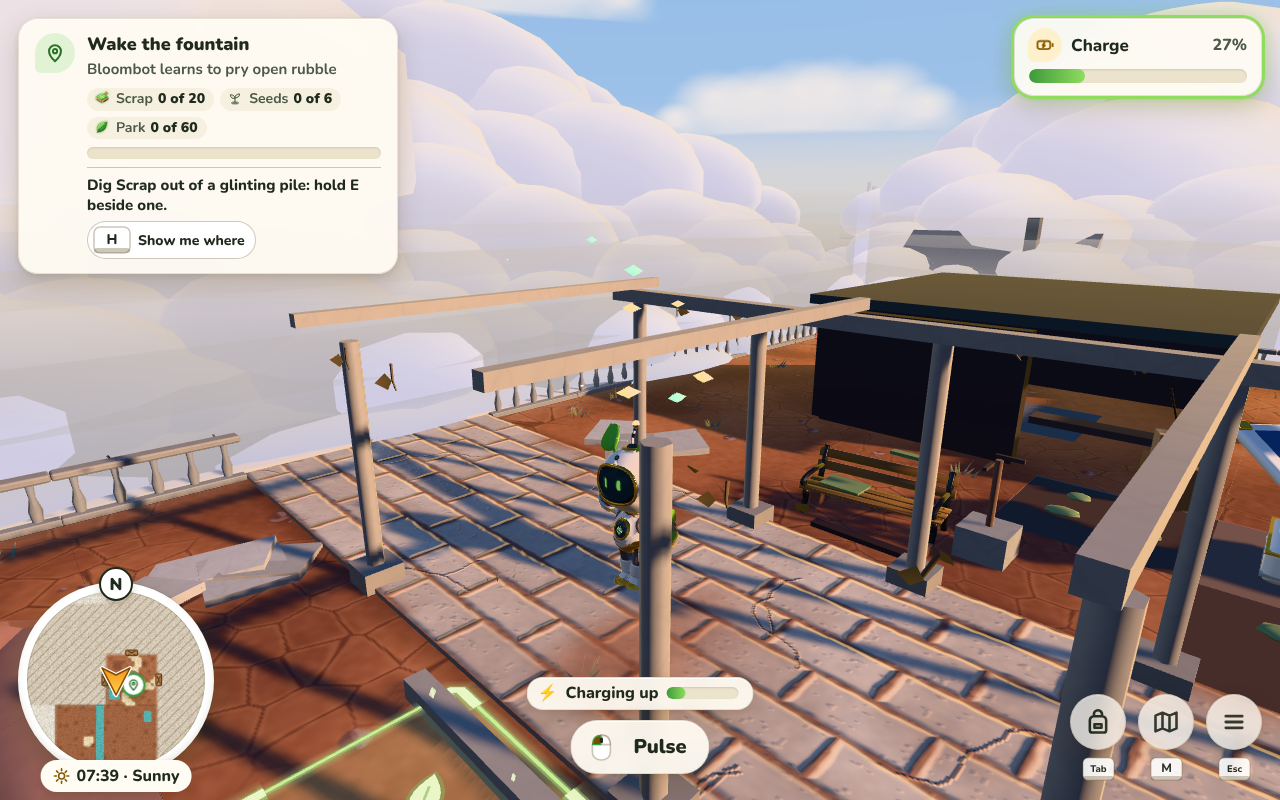 Wake the fountain
Bloombot learns to pry open rubble
Scrap 0 of 20 Seeds 0 of 6
Park 0 of 60
Dig Scrap out of a glinting pile: hold E
beside one.
H Show me where
Charge 27%
N
07:39 · Sunny
Charging up
Pulse
Tab M Esc